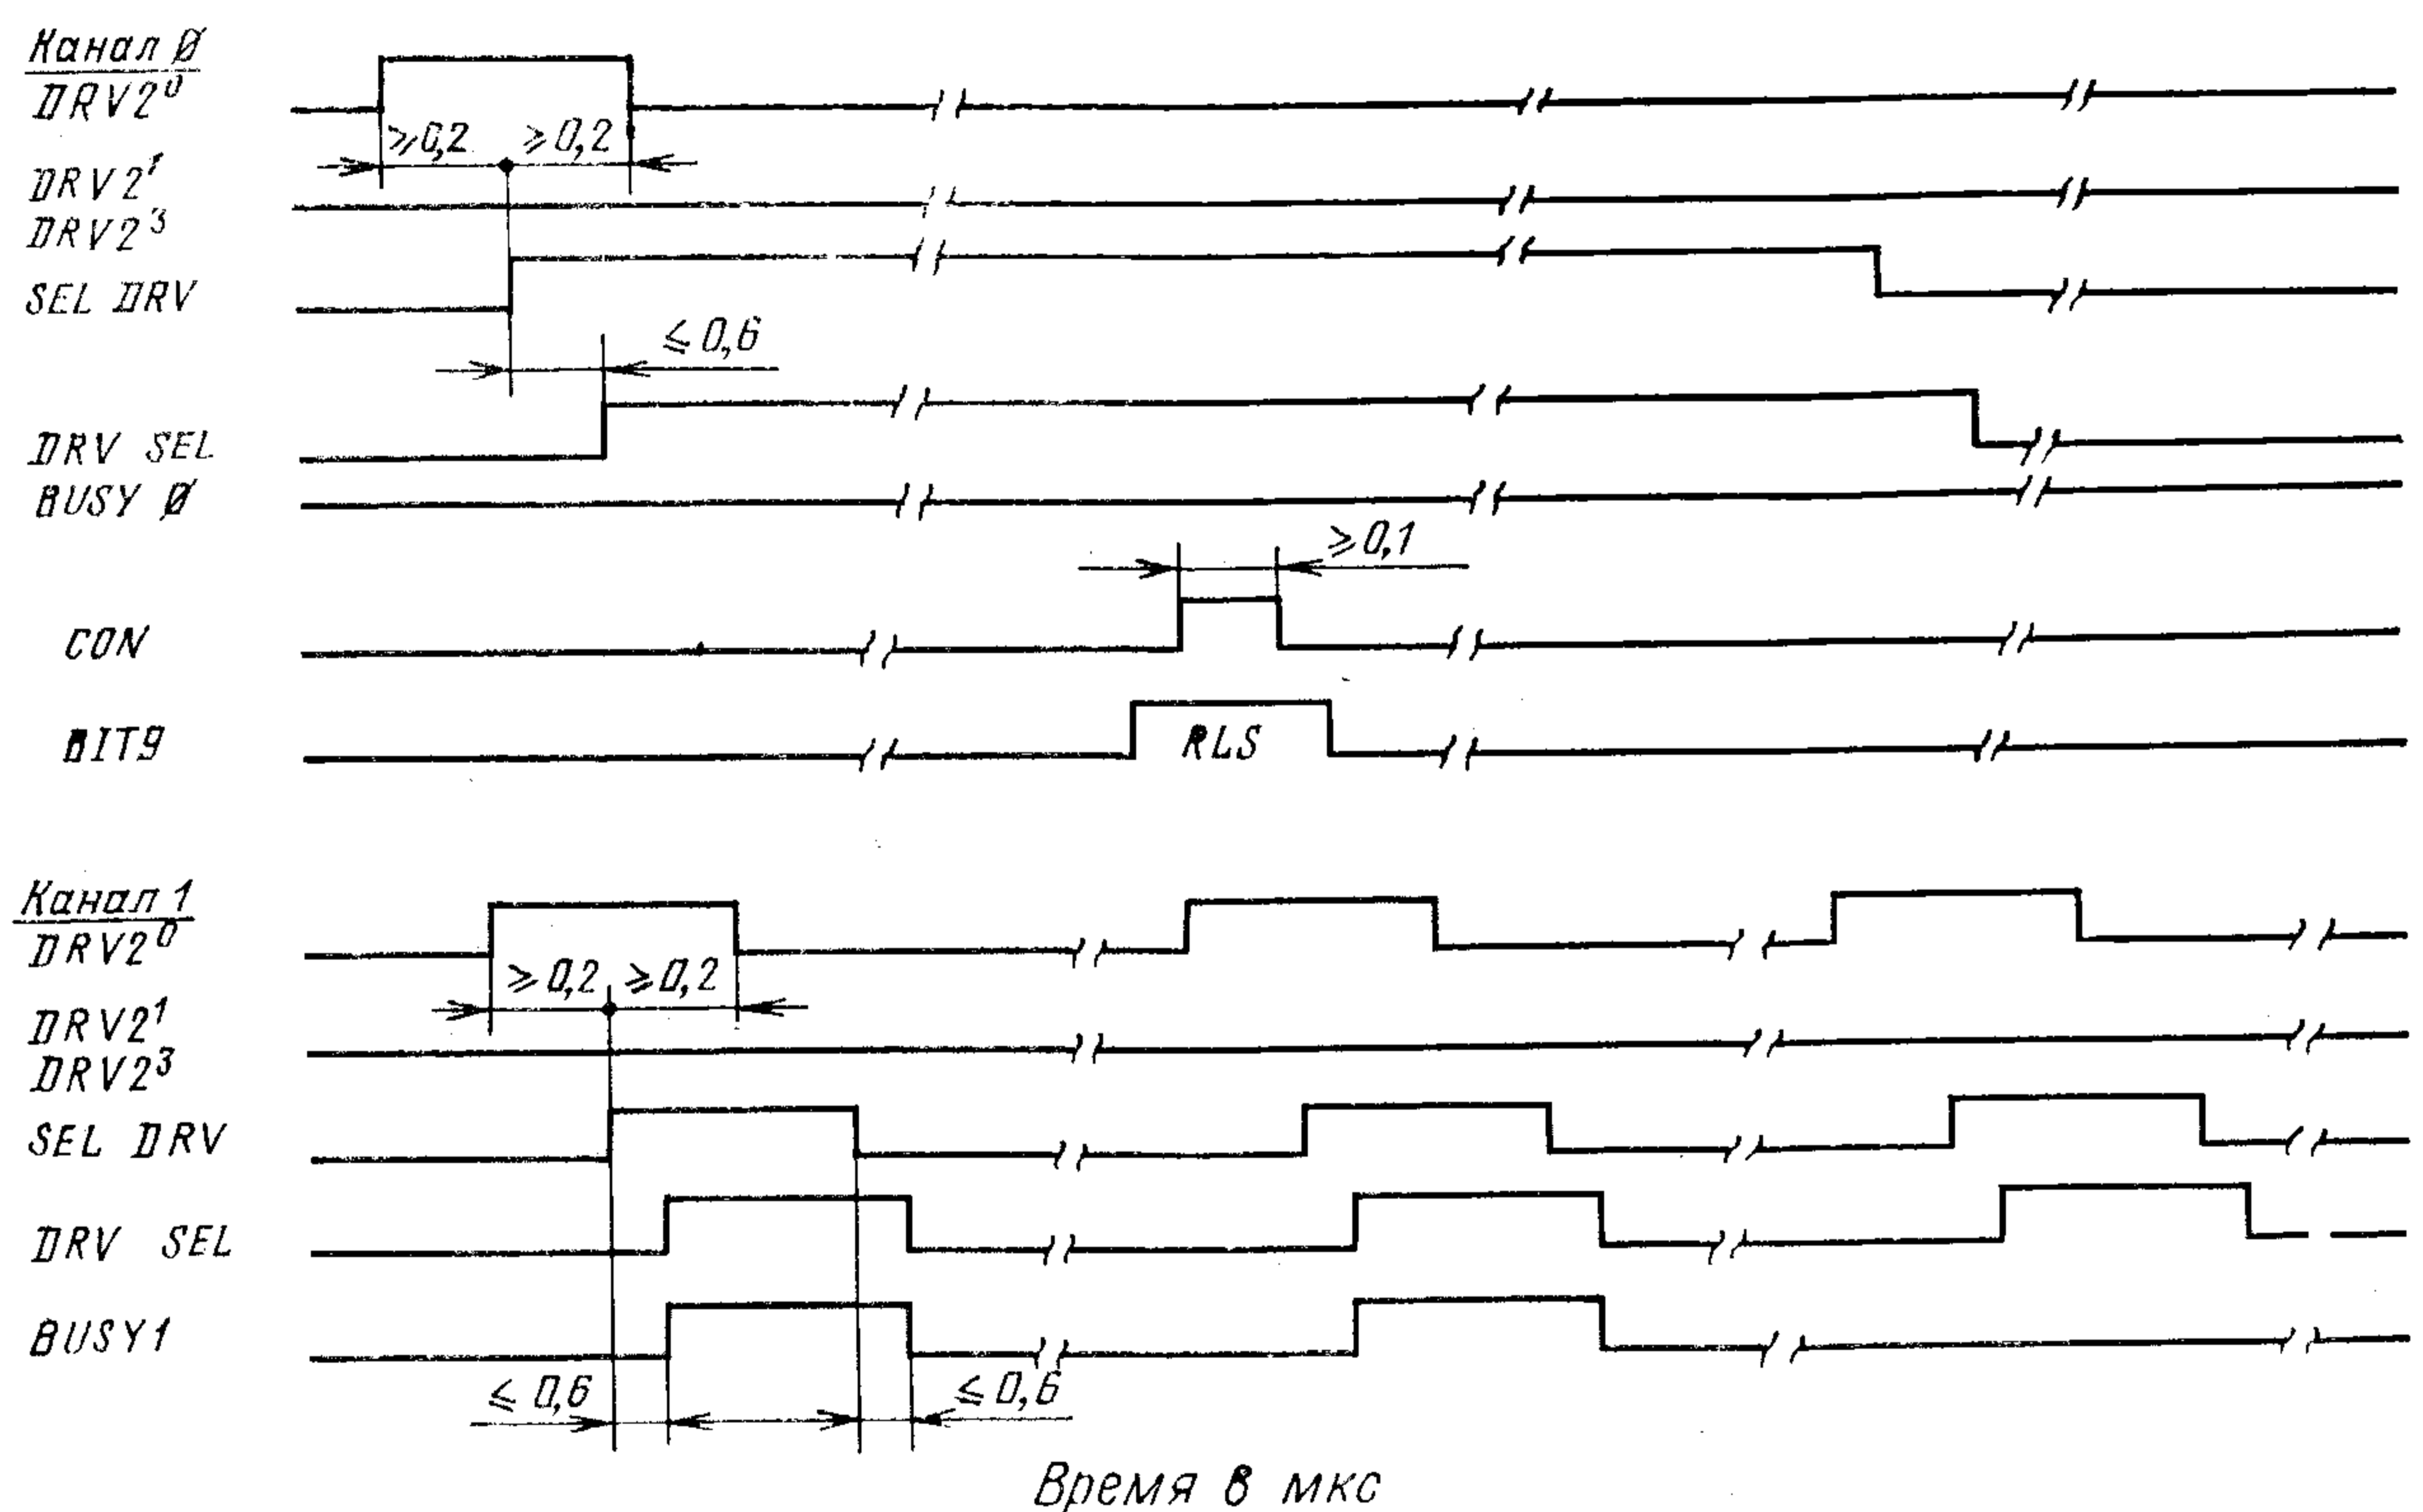 Канал Ø
DRV2⁰
≥0,2 ≥0,2
DRV2¹
DRV2³
SEL DRV
≤0,6
DRV SEL
BUSY Ø
≥0,1
CON
BIT9
RLS
Канал 1
DRV2⁰
≥0,2 ≥0,2
DRV2¹
DRV2³
SEL DRV
DRV SEL
BUSY1
≤0,6 ≤0,6
Время в мкс